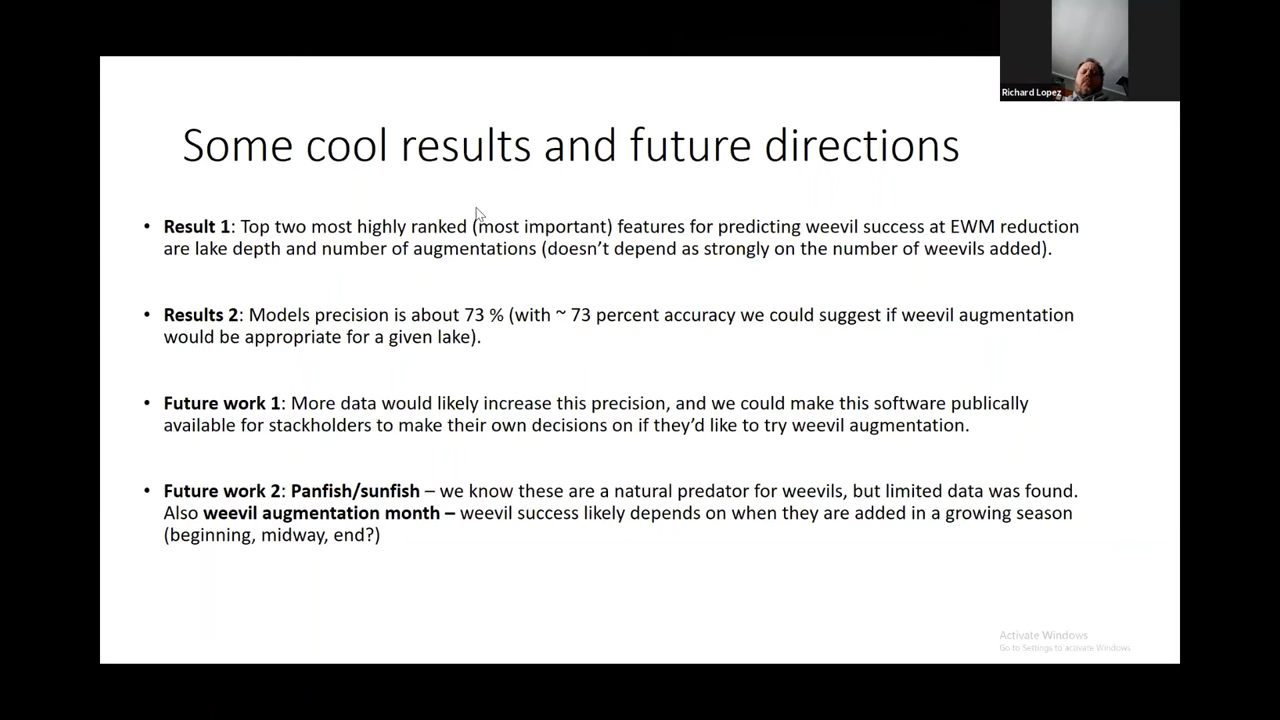 Richard Lopez
Some cool results and future directions
• Result 1: Top two most highly ranked (most important) features for predicting weevil success at EWM reduction
are lake depth and number of augmentations (doesn’t depend as strongly on the number of weevils added).
• Results 2: Models precision is about 73 % (with ~ 73 percent accuracy we could suggest if weevil augmentation
would be appropriate for a given lake).
• Future work 1: More data would likely increase this precision, and we could make this software publically
available for stackholders to make their own decisions on if they’d like to try weevil augmentation.
• Future work 2: Panfish/sunfish – we know these are a natural predator for weevils, but limited data was found.
Also weevil augmentation month – weevil success likely depends on when they are added in a growing season
(beginning, midway, end?)
Activate Windows
Go to Settings to activate Windows.